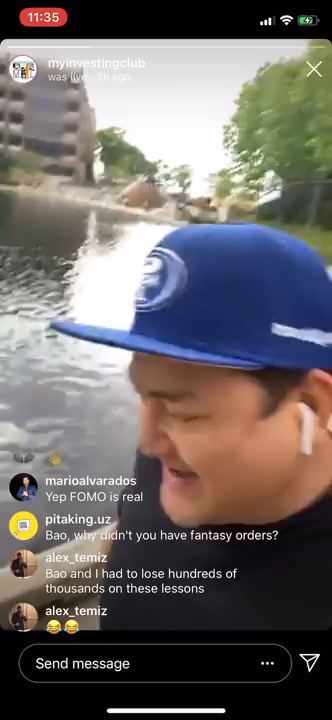 11:35
myinvestingclub
was live · 3h ago
marioalvarados
Yep FOMO is real
pitaking.uz
Bao, why didn't you have fantasy orders?
alex_temiz
Bao and I had to lose hundreds of
thousands on these lessons
alex_temiz
😂😂
Send message